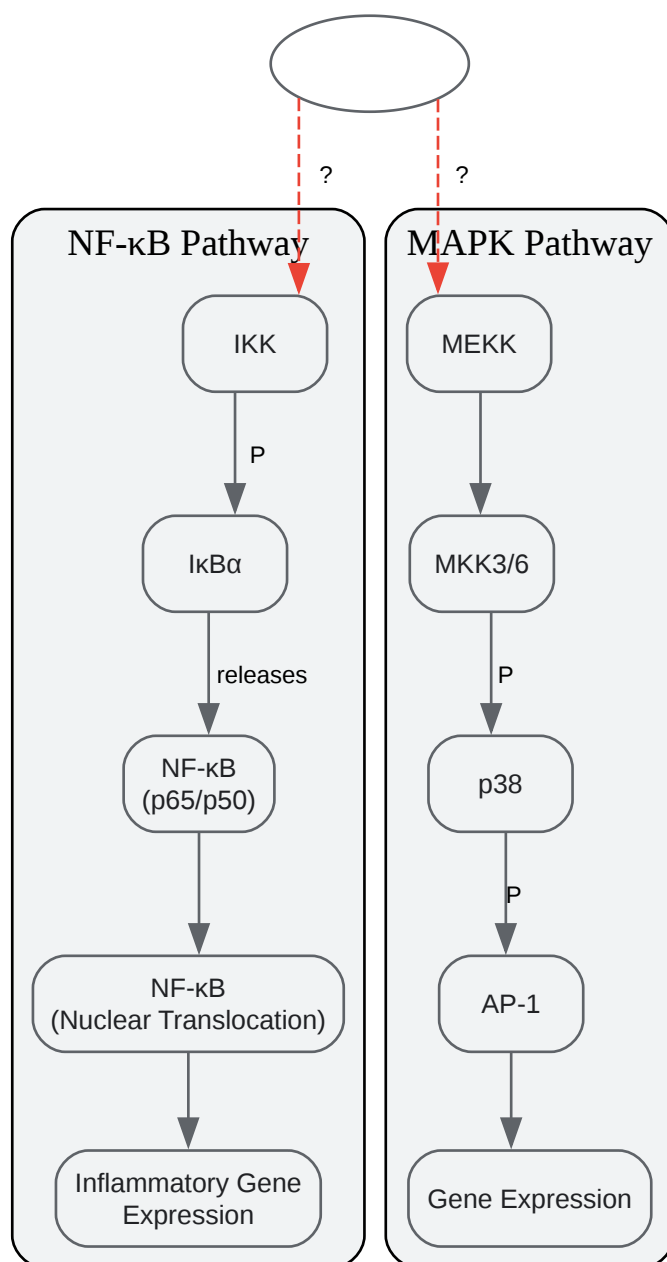 ?
?
NF-κB Pathway
MAPK Pathway
IKK
MEKK
P
IκBα
MKK3/6
releases
P
NF-κB
(p65/p50)
p38
P
NF-κB
(Nuclear Translocation)
AP-1
Inflammatory Gene
Expression
Gene Expression